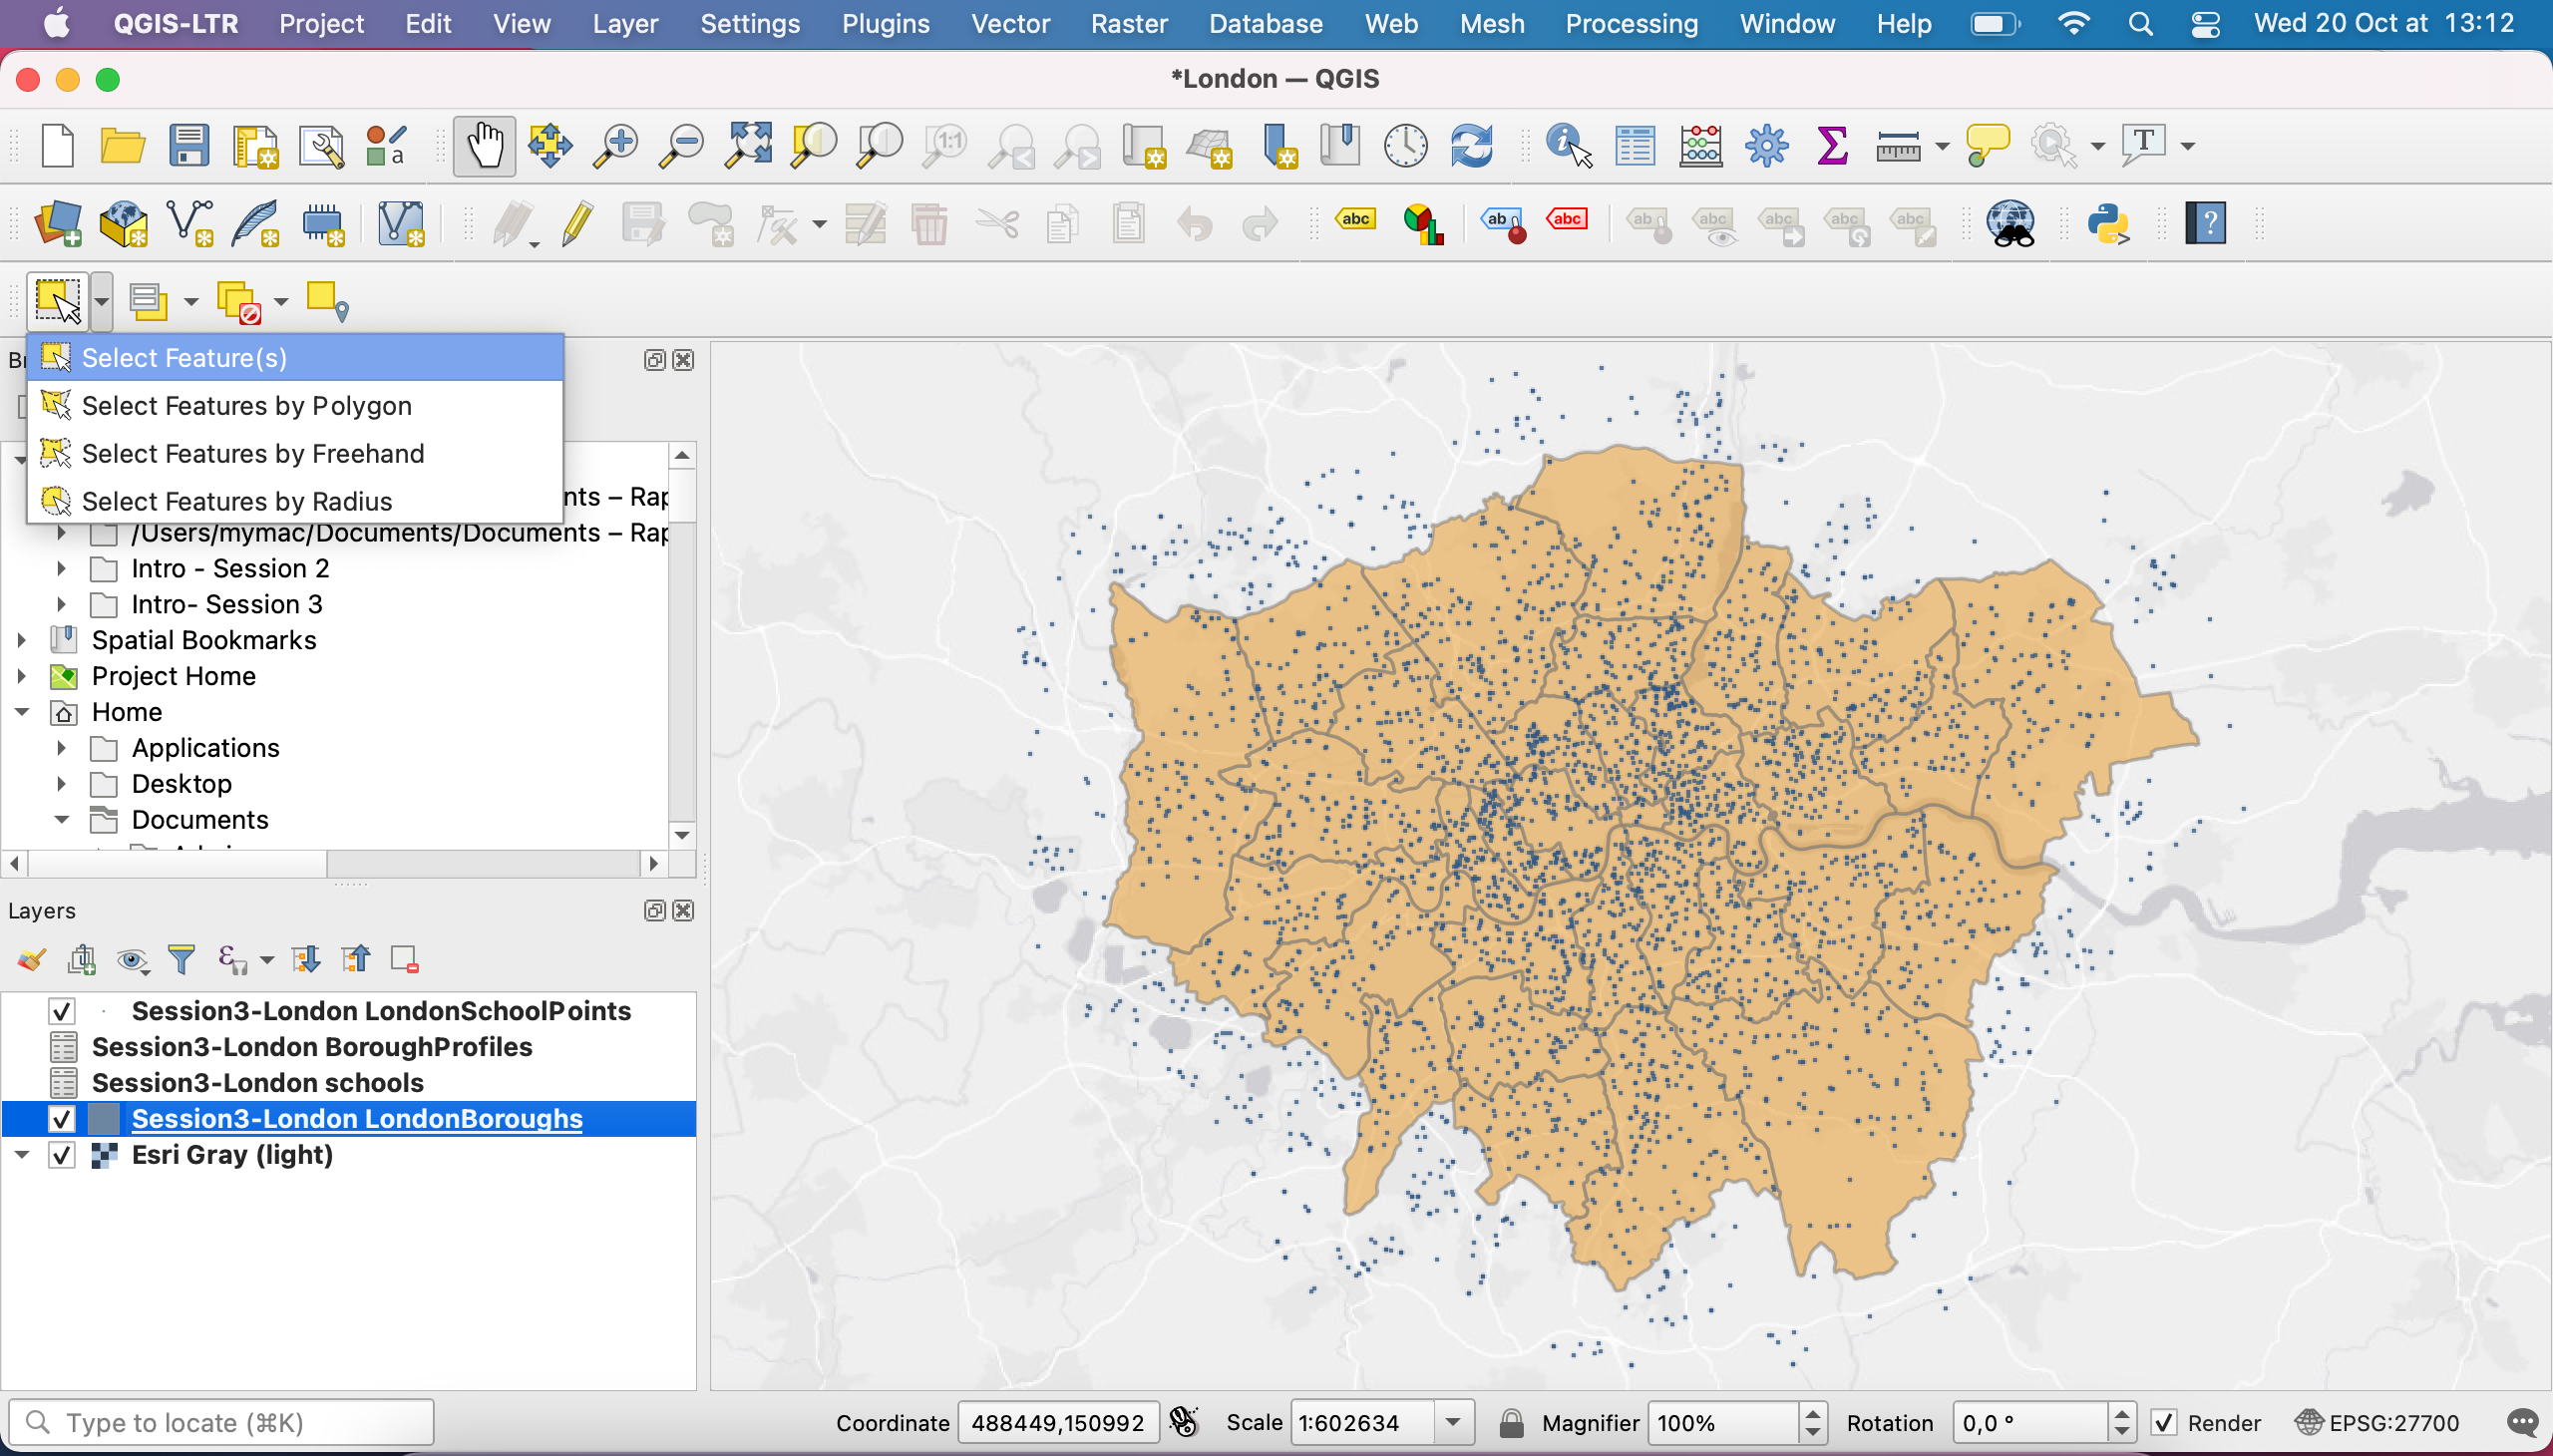 QGIS-LTR Project Edit View Layer Settings Plugins Vector Raster Database Web Mesh Processing Window Help Wed 20 Oct at 13:12
*London — QGIS
1:1
a
T
abc ab abc ab abc abc abc abc ?
Select Feature(s)
Select Features by Polygon
Select Features by Freehand
Select Features by Radius
nts – Rap
/Users/mymac/Documents/Documents – Rap
Intro - Session 2
Intro- Session 3
Spatial Bookmarks
Project Home
Home
Applications
Desktop
Documents
Layers
Session3-London LondonSchoolPoints
Session3-London BoroughProfiles
Session3-London schools
Session3-London LondonBoroughs
Esri Gray (light)
Type to locate (⌘K) Coordinate 488449,150992 Scale 1:602634 Magnifier 100% Rotation 0,0 ° Render EPSG:27700